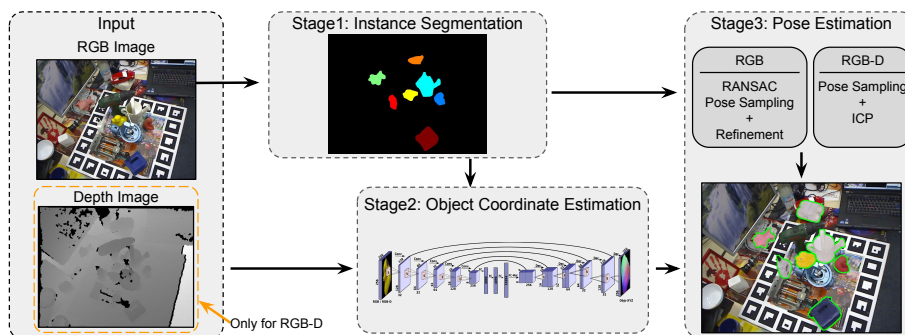 Input
RGB Image
Depth Image
Only for RGB-D
Stage1: Instance Segmentation
Stage2: Object Coordinate Estimation
Stage3: Pose Estimation
RGB
RANSAC
Pose Sampling
+
Refinement
RGB-D
Pose Sampling
+
ICP